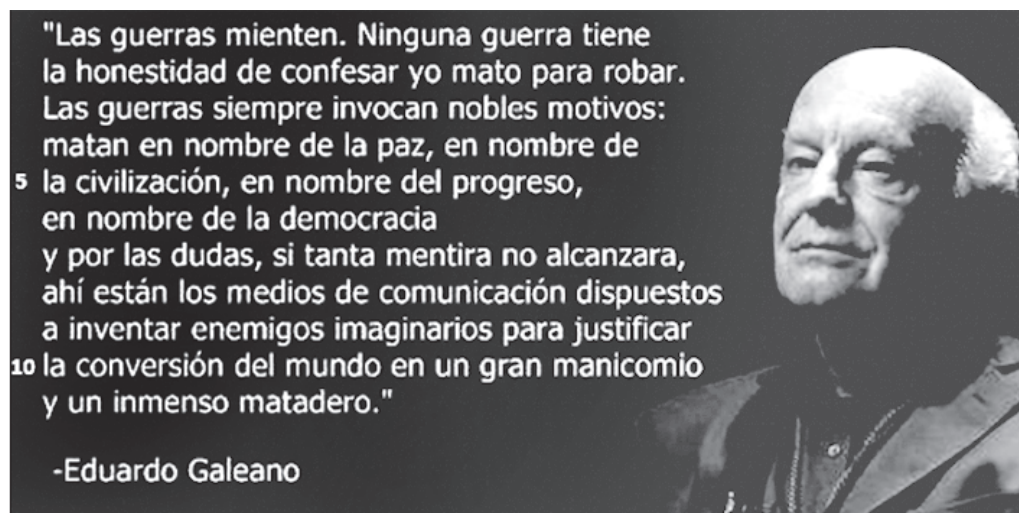 "Las guerras mienten. Ninguna guerra tiene
la honestidad de confesar yo mato para robar.
Las guerras siempre invocan nobles motivos:
matan en nombre de la paz, en nombre de
5 la civilización, en nombre del progreso,
en nombre de la democracia
y por las dudas, si tanta mentira no alcanzara,
ahí están los medios de comunicación dispuestos
a inventar enemigos imaginarios para justificar
10 la conversión del mundo en un gran manicomio
y un inmenso matadero."
-Eduardo Galeano